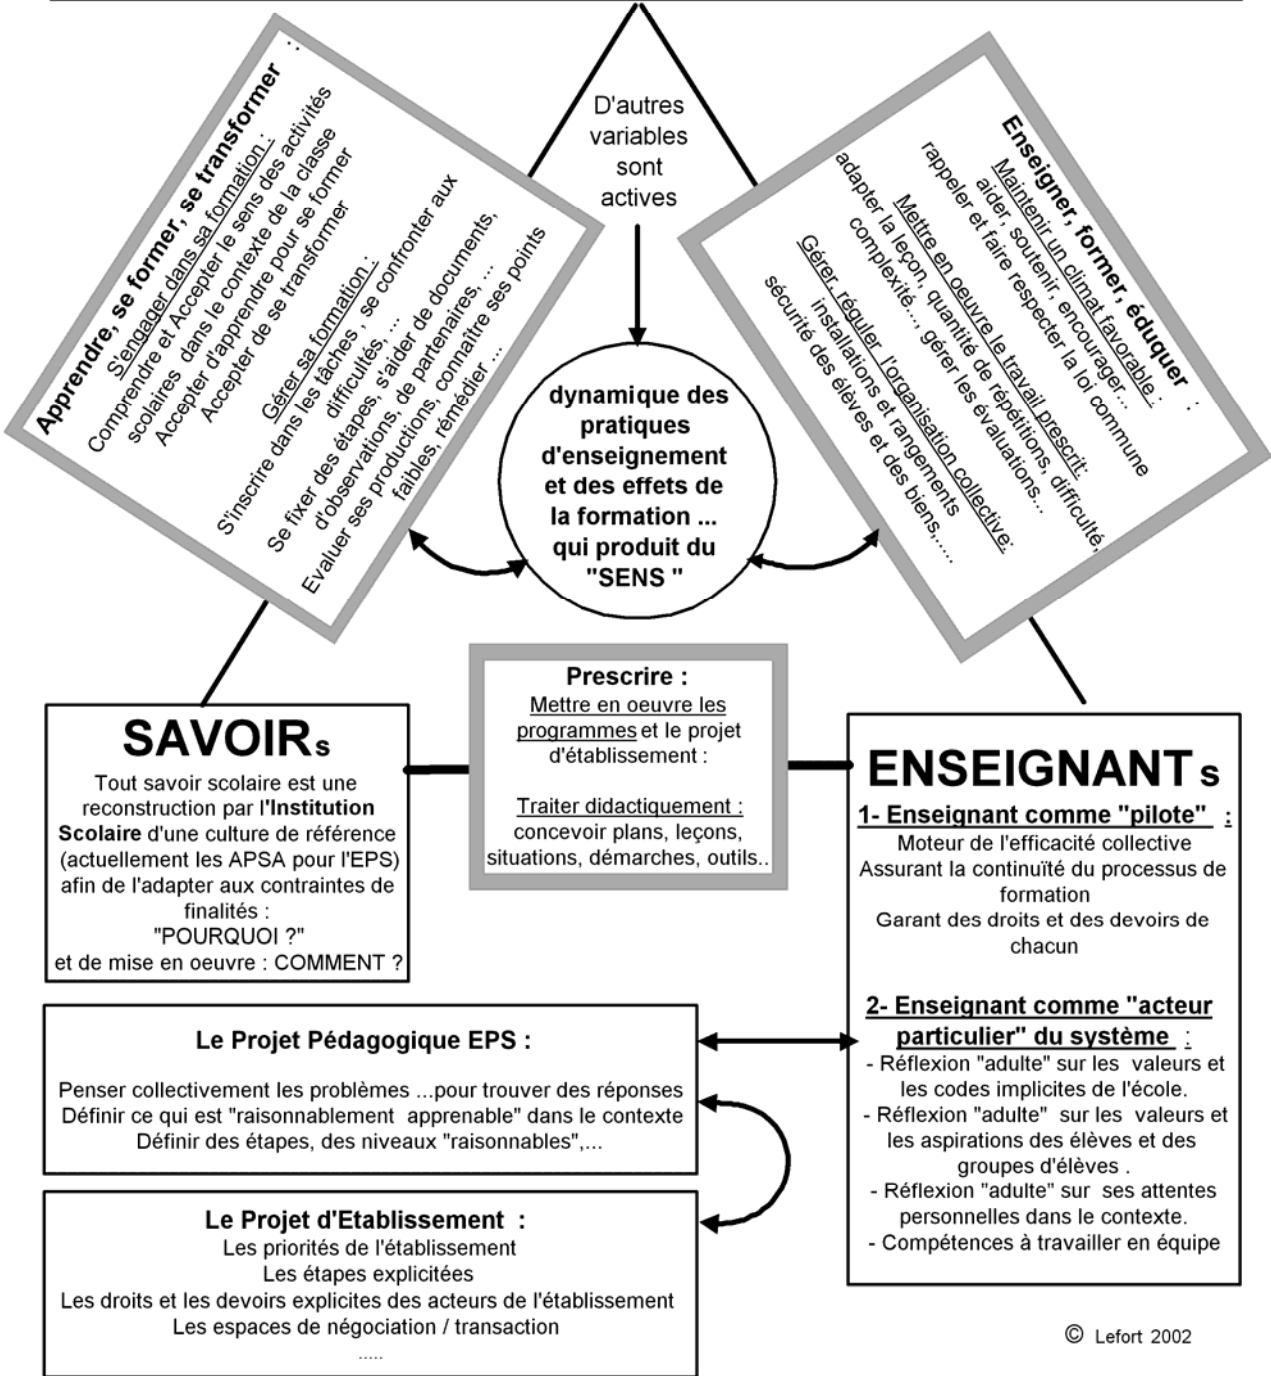 D'autres
variables
sont
actives
Apprendre, se former, se transformer :
S'engager dans sa formation :
Comprendre et Accepter le sens des activités
scolaires dans le contexte de la classe
Accepter d'apprendre pour se former
Accepter de se transformer
Gérer sa formation :
S'inscrire dans les tâches , se confronter aux
difficultés, ...
Se fixer des étapes, s'aider de documents,
d'observations, de partenaires, ...
Evaluer ses productions, connaître ses points
faibles, rémédier ...
Enseigner, former, éduquer :
Maintenir un climat favorable :
aider, soutenir, encourager...
rappeler et faire respecter la loi commune
Mettre en oeuvre le travail prescrit:
adapter la leçon, quantité de répétitions, difficulté,
complexité..., gérer les évaluations...
Gérer, réguler l'organisation collective:
installations et rangements
sécurité des élèves et des biens,.....
dynamique des
pratiques
d'enseignement
et des effets de
la formation ...
qui produit du
"SENS "
Prescrire :
Mettre en oeuvre les
programmes et le projet
d'établissement :
Traiter didactiquement :
concevoir plans, leçons,
situations, démarches, outils..
SAVOIRs
Tout savoir scolaire est une
reconstruction par l'Institution
Scolaire d'une culture de référence
(actuellement les APSA pour l'EPS)
afin de l'adapter aux contraintes de
finalités :
"POURQUOI ?"
et de mise en oeuvre : COMMENT ?
ENSEIGNANT s
1- Enseignant comme "pilote" :
Moteur de l'efficacité collective
Assurant la continuïté du processus de
formation
Garant des droits et des devoirs de
chacun
2- Enseignant comme "acteur
particulier" du système :
- Réflexion "adulte" sur les valeurs et
les codes implicites de l'école.
- Réflexion "adulte" sur les valeurs et
les aspirations des élèves et des
groupes d'élèves .
- Réflexion "adulte" sur ses attentes
personnelles dans le contexte.
- Compétences à travailler en équipe
Le Projet Pédagogique EPS :
Penser collectivement les problèmes ...pour trouver des réponses
Définir ce qui est "raisonnablement apprenable" dans le contexte
Définir des étapes, des niveaux "raisonnables",...
Le Projet d'Etablissement :
Les priorités de l'établissement
Les étapes explicitées
Les droits et les devoirs explicites des acteurs de l'établissement
Les espaces de négociation / transaction
.....
© Lefort 2002